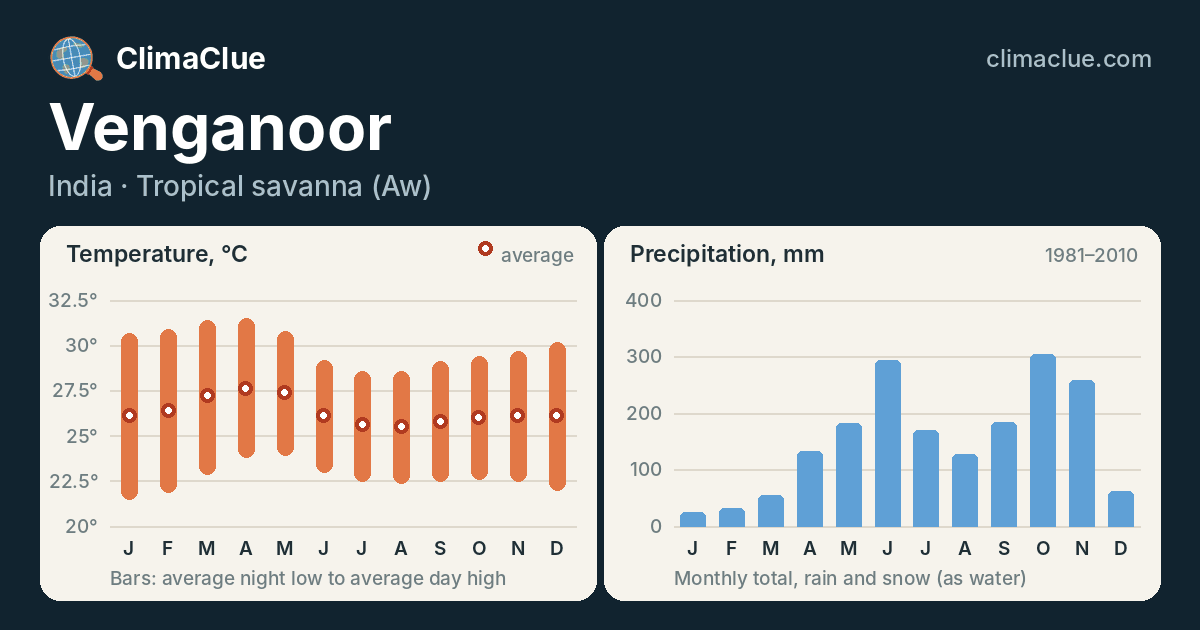 ClimaClue
climaclue.com
Venganoor
India · Tropical savanna (Aw)
Temperature, °C
average
32.5°
30°
27.5°
25°
22.5°
20°
J F M A M J J A S O N D
Bars: average night low to average day high
Precipitation, mm
1981–2010
400
300
200
100
0
J F M A M J J A S O N D
Monthly total, rain and snow (as water)